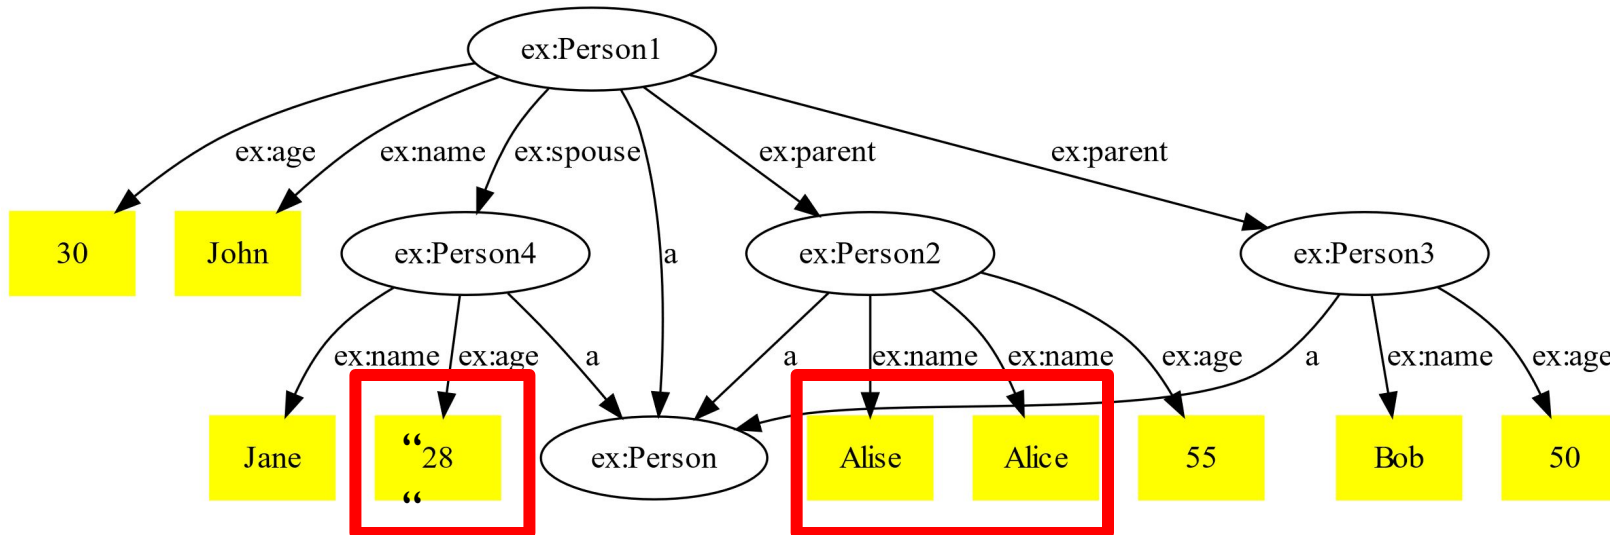 ex:Person1
ex:age ex:name ex:spouse ex:parent ex:parent
30 John ex:Person4 a ex:Person2 ex:Person3
ex:name ex:age a a ex:name ex:name ex:age a ex:name ex:age
Jane “28 ex:Person Alise Alice 55 Bob 50
“